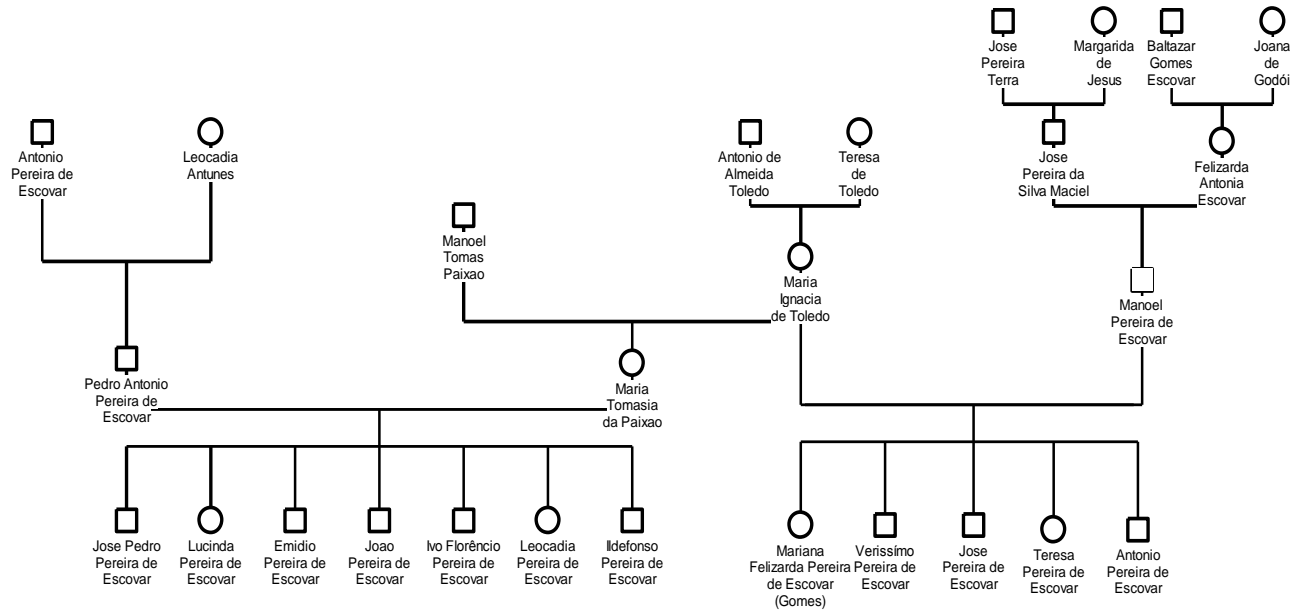 Jose
Pereira
Terra
Margarida
de
Jesus
Baltazar
Gomes
Escovar
Joana
de
Godói
Antonio
Pereira de
Escovar
Leocadia
Antunes
Antonio de
Almeida
Toledo
Teresa
de
Toledo
Jose
Pereira da
Silva Maciel
Felizarda
Antonia
Escovar
Manoel
Tomas
Paixao
Maria
Ignacia
de Toledo
Manoel
Pereira de
Escovar
Pedro Antonio
Pereira de
Escovar
Maria
Tomasia
da Paixao
Jose Pedro
Pereira de
Escovar
Lucinda
Pereira de
Escovar
Emidio
Pereira de
Escovar
Joao
Pereira de
Escovar
Ivo Florêncio
Pereira de
Escovar
Leocadia
Pereira de
Escovar
Ildefonso
Pereira de
Escovar
Mariana
Felizarda Pereira
de Escovar
(Gomes)
Verissímo
Pereira de
Escovar
Jose
Pereira de
Escovar
Teresa
Pereira de
Escovar
Antonio
Pereira de
Escovar